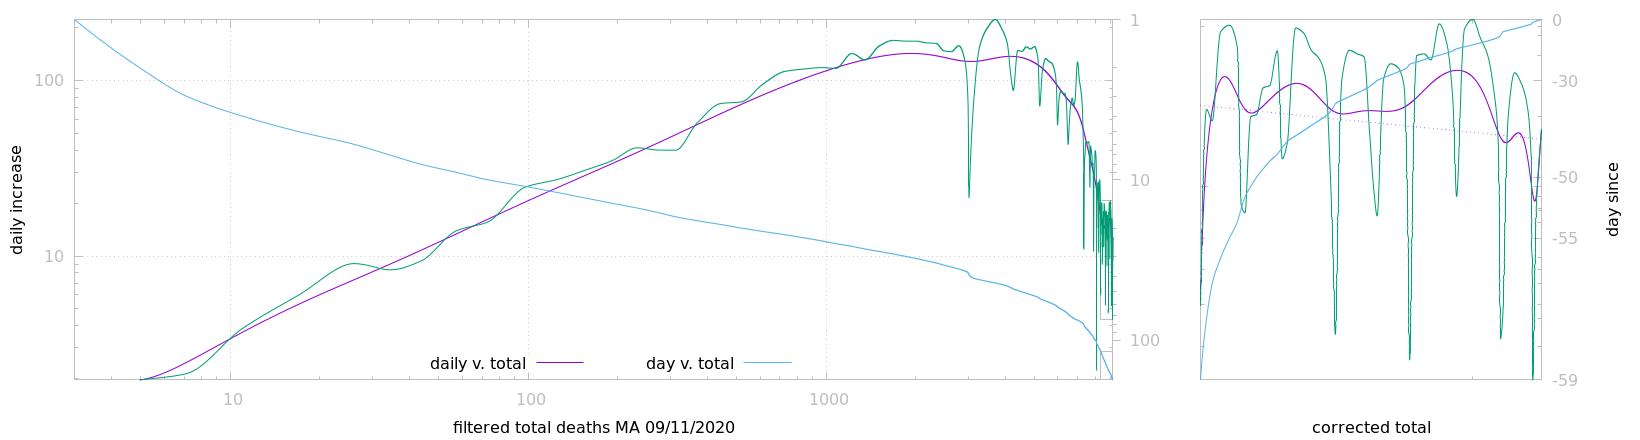 daily increase
100
10
10
100
1000
1
10
100
daily v. total
day v. total
filtered total deaths MA 09/11/2020
0
-30
-50
-55
-59
day since
corrected total